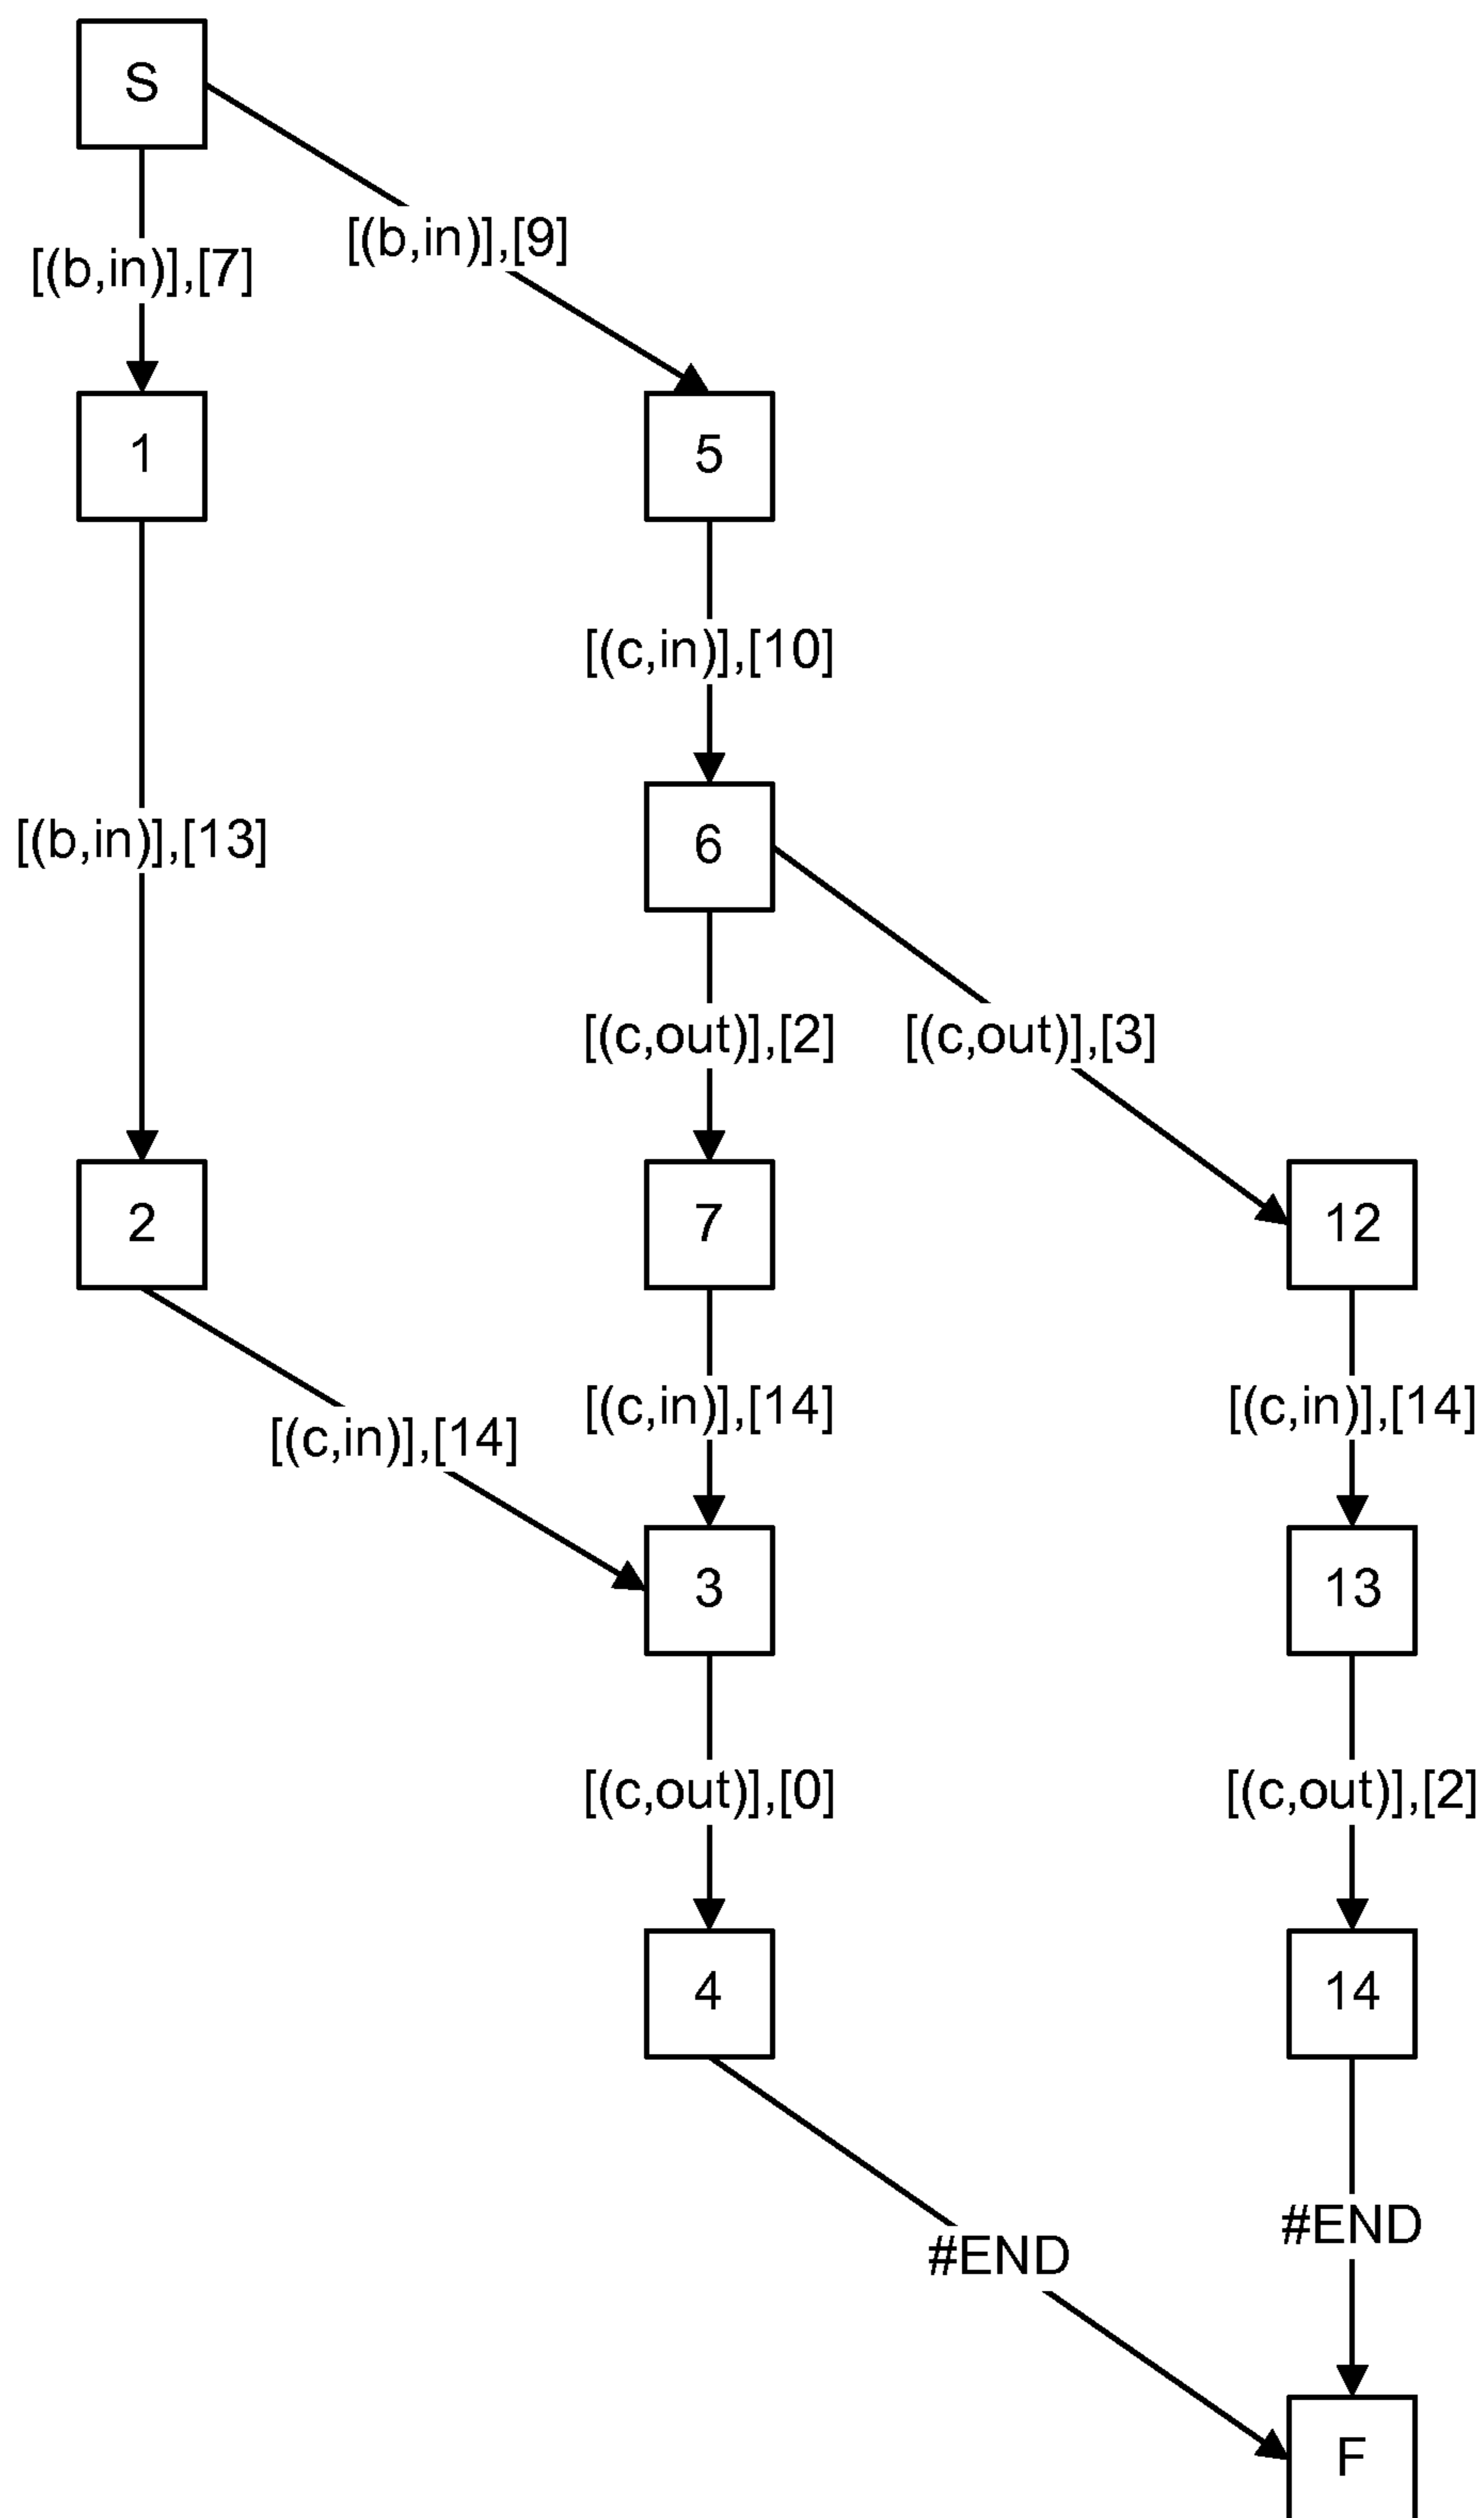 S
[(b,in)],[9]
[(b,in)],[7]
1
5
[(c,in)],[10]
[(b,in)],[13]
6
[(c,out)],[2]
[(c,out)],[3]
2
7
12
[(c,in)],[14]
[(c,in)],[14]
[(c,in)],[14]
3
13
[(c,out)],[0]
[(c,out)],[2]
4
14
#END
#END
F